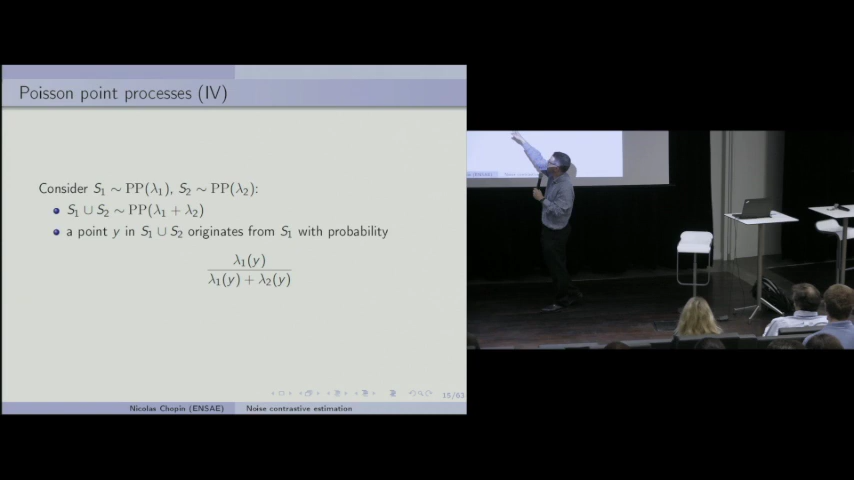 Poisson point processes (IV)
Consider S₁ ∼ PP(λ₁), S₂ ∼ PP(λ₂):
S₁ ∪ S₂ ∼ PP(λ₁ + λ₂)
a point y in S₁ ∪ S₂ originates from S₁ with probability
λ₁(y)
λ₁(y) + λ₂(y)
15/63
Nicolas Chopin (ENSAE) Noise contrastive estimation